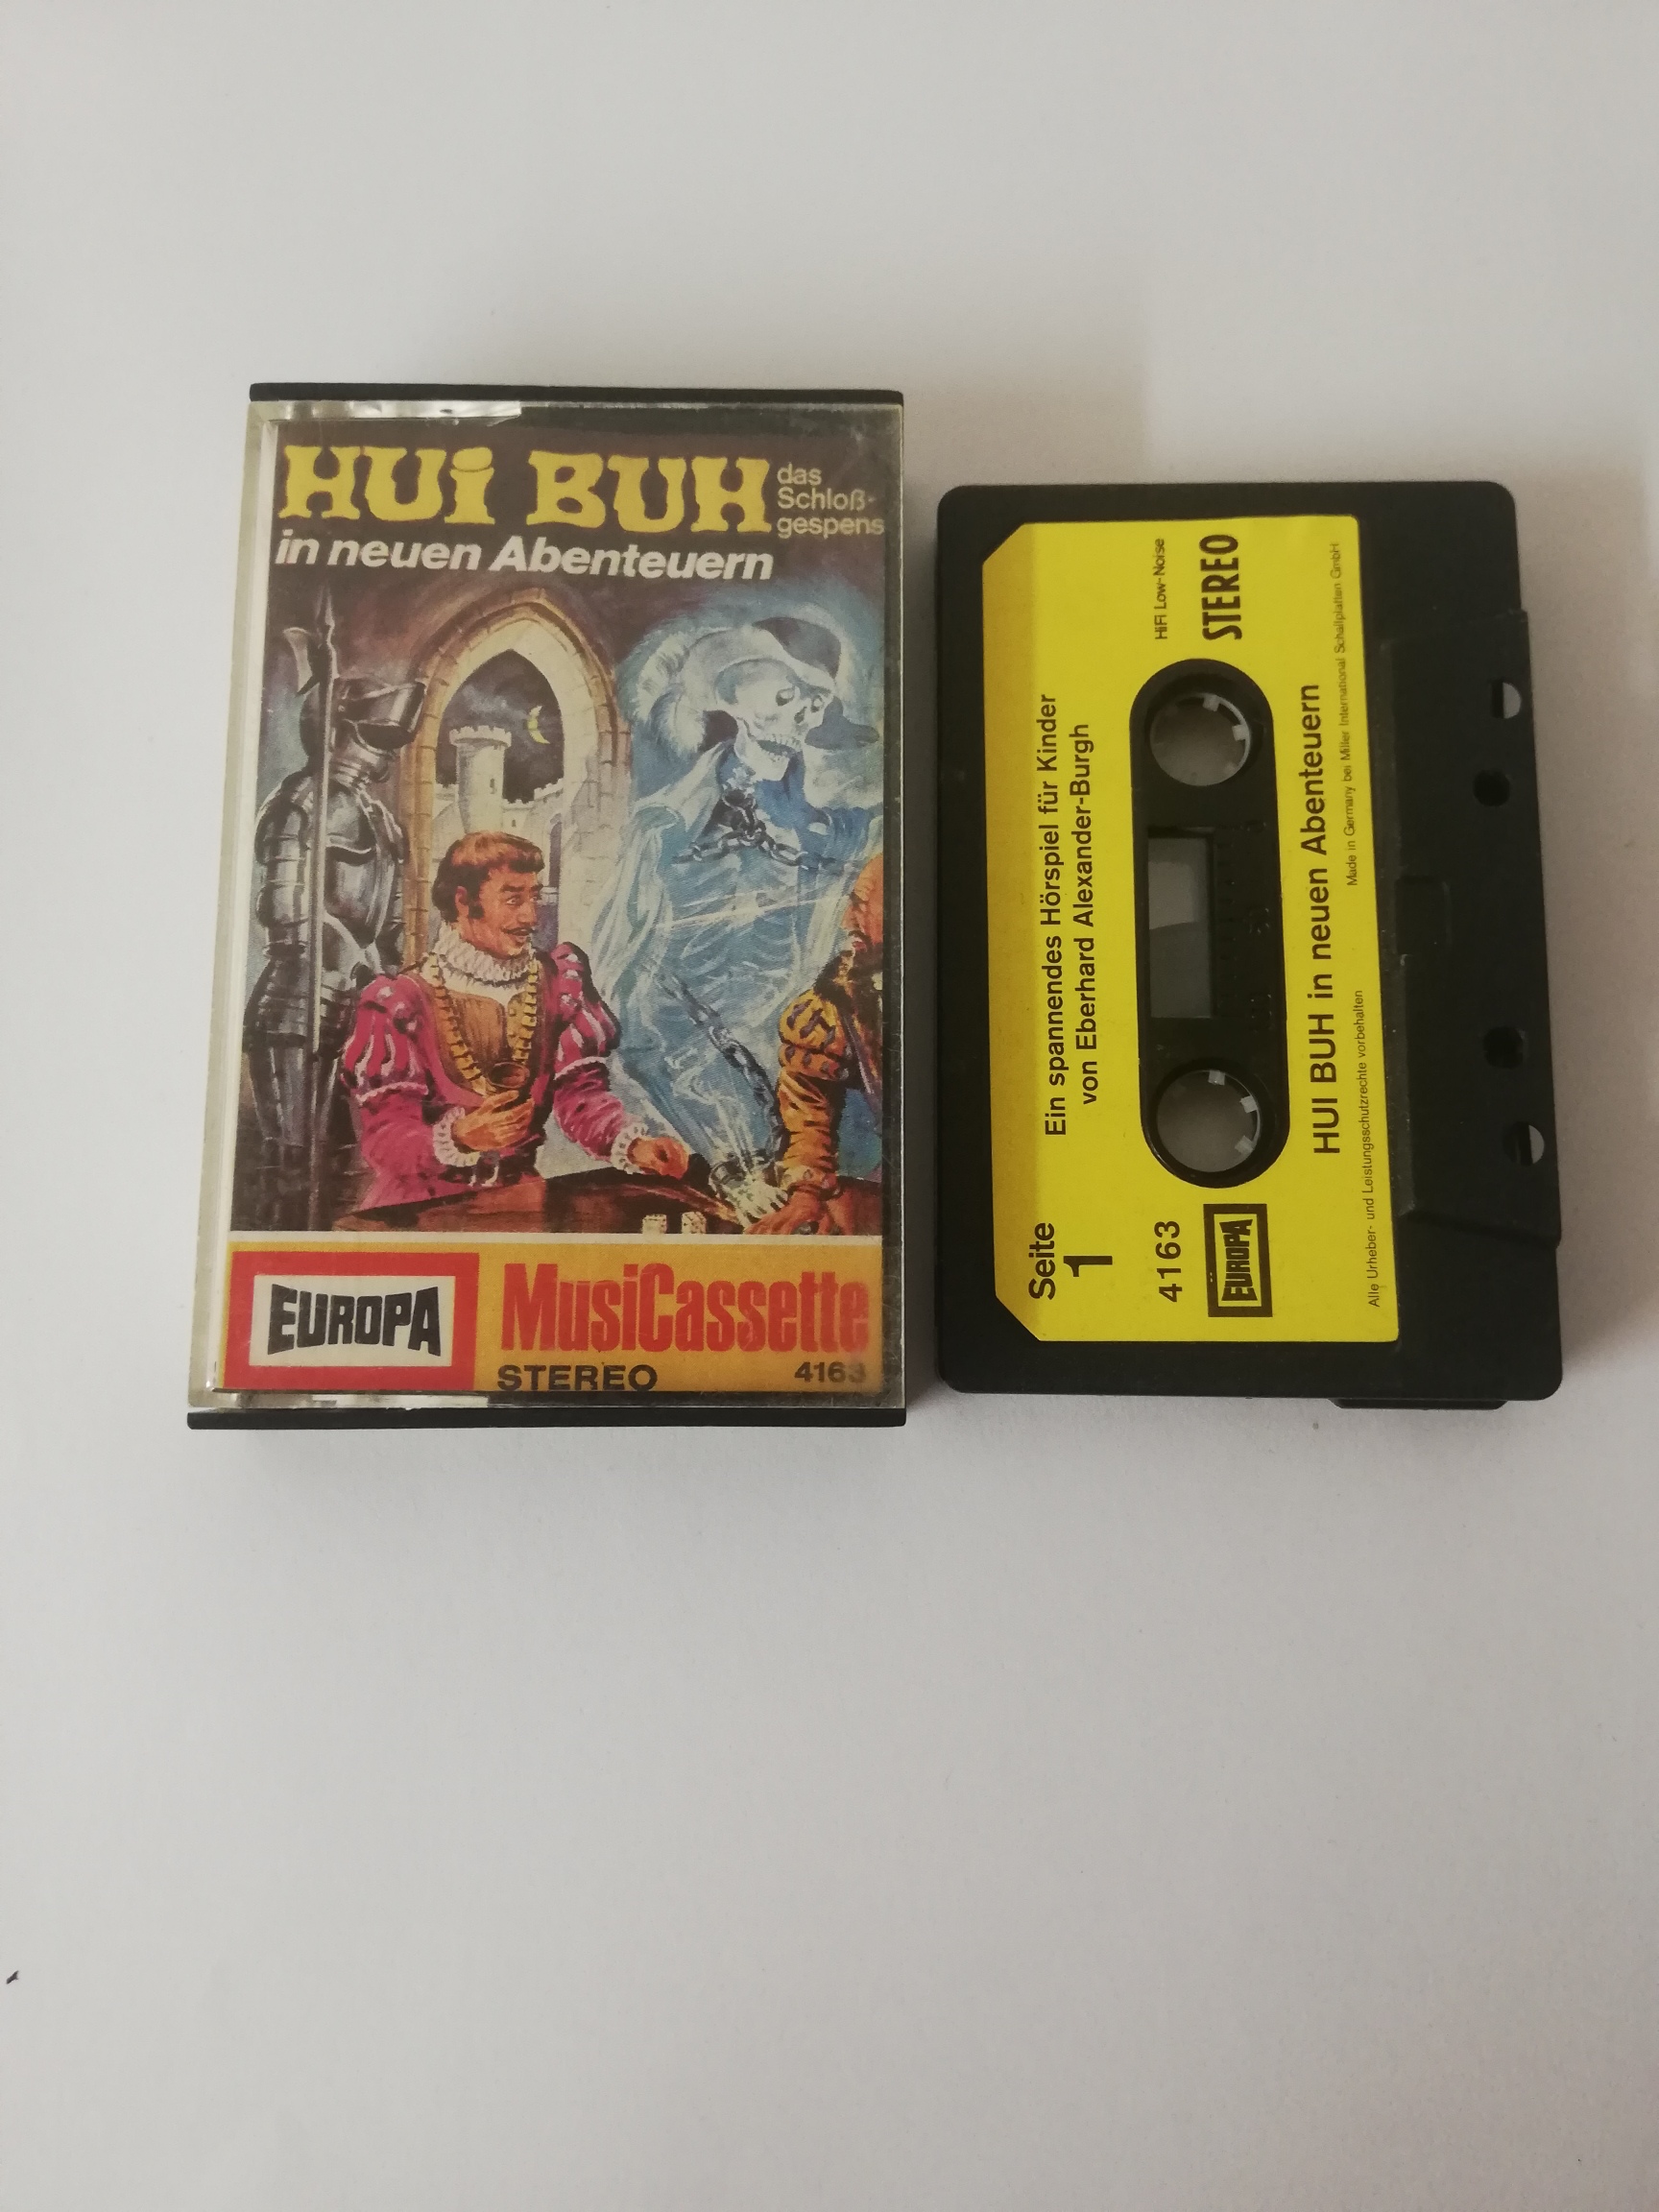 HUi BUH
das
Schloß-
gespens
in neuen Abenteuern
EUROPA
MusiCassette
STEREO
4163
Seite
1
Ein spannendes Hörspiel für Kinder
von Eberhard Alexander-Burgh
HiFi Low-Noise
STEREO
4163
EUROPA
HUI BUH in neuen Abenteuern
Alle Urheber- und Leistungsschutzrechte vorbehalten
Made in Germany bei Miller International Schallplatten GmbH